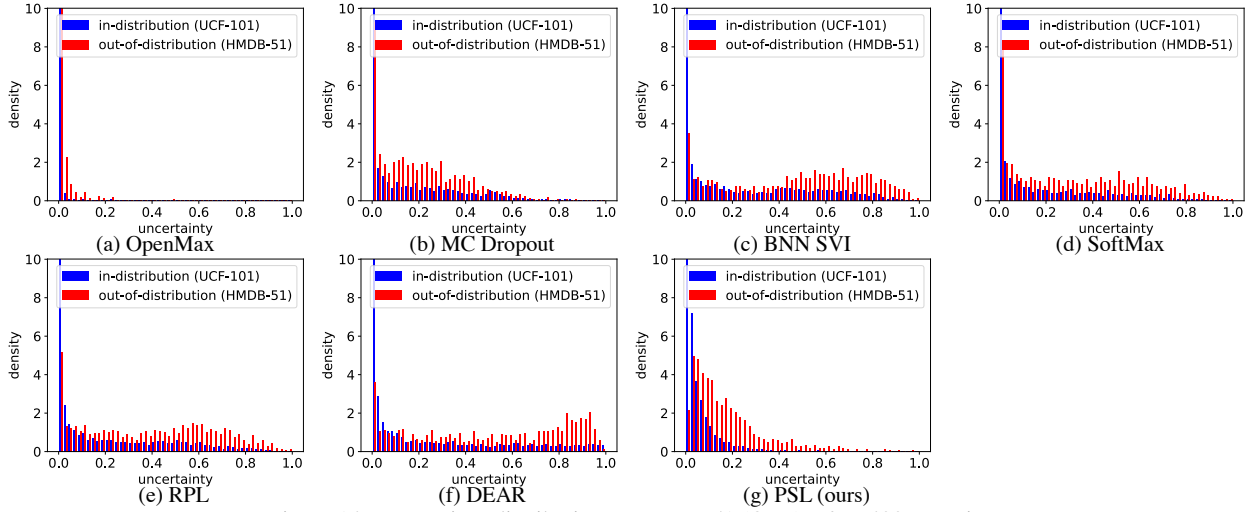 10
8
6
4
2
0
density
in-distribution (UCF-101)
out-of-distribution (HMDB-51)
0.0 0.2 0.4 0.6 0.8 1.0
uncertainty
(a) OpenMax
10
8
6
4
2
0
density
in-distribution (UCF-101)
out-of-distribution (HMDB-51)
0.0 0.2 0.4 0.6 0.8 1.0
uncertainty
(b) MC Dropout
10
8
6
4
2
0
density
in-distribution (UCF-101)
out-of-distribution (HMDB-51)
0.0 0.2 0.4 0.6 0.8 1.0
uncertainty
(c) BNN SVI
10
8
6
4
2
0
density
in-distribution (UCF-101)
out-of-distribution (HMDB-51)
0.0 0.2 0.4 0.6 0.8 1.0
uncertainty
(d) SoftMax
10
8
6
4
2
0
density
in-distribution (UCF-101)
out-of-distribution (HMDB-51)
0.0 0.2 0.4 0.6 0.8 1.0
uncertainty
(e) RPL
10
8
6
4
2
0
density
in-distribution (UCF-101)
out-of-distribution (HMDB-51)
0.0 0.2 0.4 0.6 0.8 1.0
uncertainty
(f) DEAR
10
8
6
4
2
0
density
in-distribution (UCF-101)
out-of-distribution (HMDB-51)
0.0 0.2 0.4 0.6 0.8 1.0
uncertainty
(g) PSL (ours)